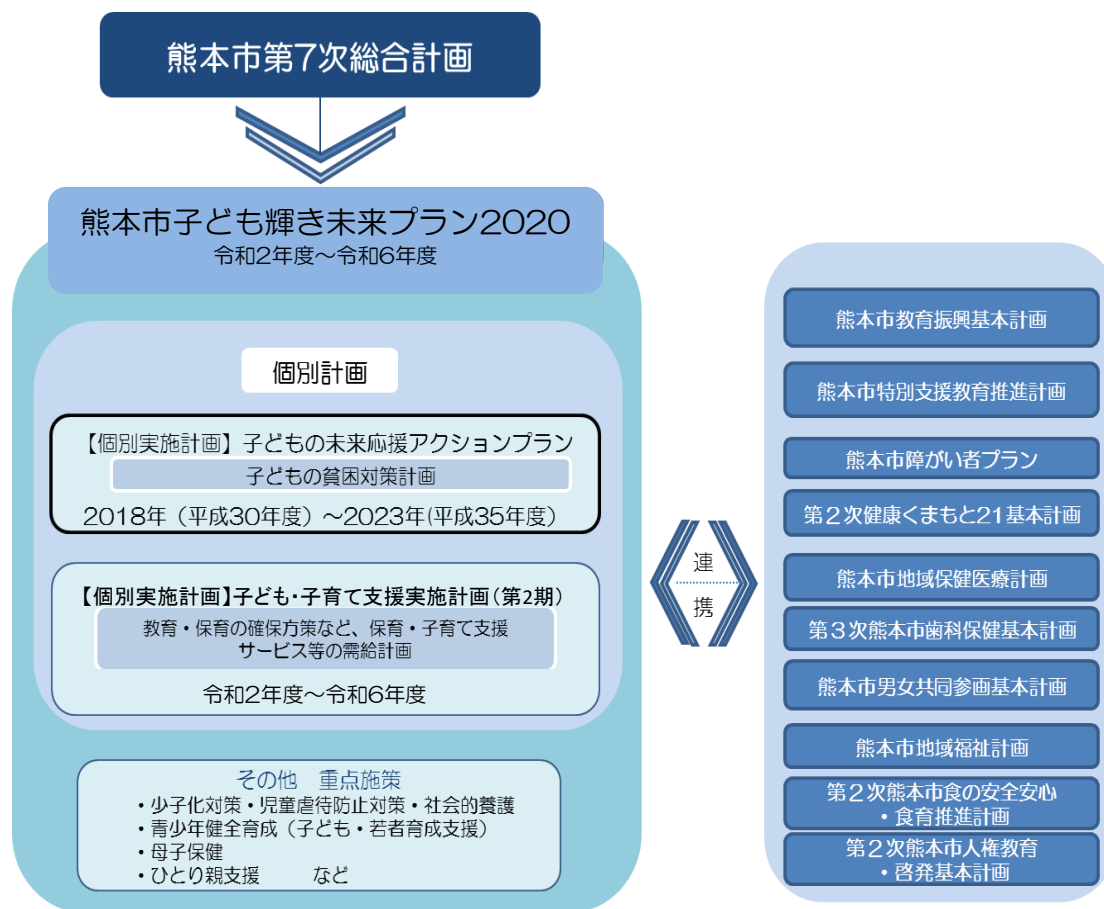 熊本市第7次総合計画
熊本市子ども輝き未来プラン2020
令和2年度~令和6年度
個別計画
【個別実施計画】子どもの未来応援アクションプラン
子どもの貧困対策計画
2018年(平成30年度)~2023年(平成35年度)
【個別実施計画】子ども・子育て支援実施計画(第2期)
教育・保育の確保方策など、保育・子育て支援
サービス等の需給計画
令和2年度~令和6年度
その他 重点施策
・少子化対策・児童虐待防止対策・社会的養護
・青少年健全育成(子ども・若者育成支援)
・母子保健
・ひとり親支援 など
連
携
熊本市教育振興基本計画
熊本市特別支援教育推進計画
熊本市障がい者プラン
第2次健康くまもと21基本計画
熊本市地域保健医療計画
第3次熊本市歯科保健基本計画
熊本市男女共同参画基本計画
熊本市地域福祉計画
第2次熊本市食の安全安心
・食育推進計画
第2次熊本市人権教育
・啓発基本計画